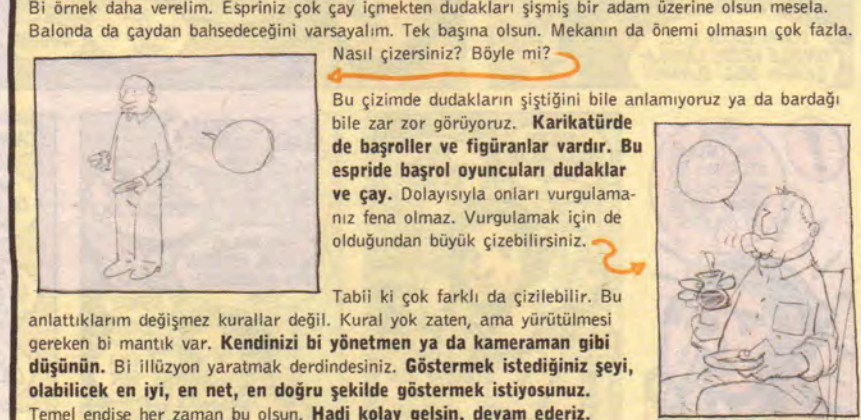 Bi örnek daha verelim. Espriniz çok çay içmekten dudakları şişmiş bir adam üzerine olsun mesela.
Balonda da çaydan bahsedeceğini varsayalım. Tek başına olsun. Mekanın da önemi olmasın çok fazla.
Nasıl çizersiniz? Böyle mi?
Bu çizimde dudakların şiştiğini bile anlamıyoruz ya da bardağı
bile zar zor görüyoruz. Karikatürde
de başroller ve figüranlar vardır. Bu
espride başrol oyuncuları dudaklar
ve çay. Dolayısıyla onları vurgulama-
nız fena olmaz. Vurgulamak için de
olduğundan büyük çizebilirsiniz.
Tabii ki çok farklı da çizilebilir. Bu
anlattıklarım değişmez kurallar değil. Kural yok zaten, ama yürütülmesi
gereken bi mantık var. Kendinizi bi yönetmen ya da kameraman gibi
düşünün. Bi illüzyon yaratmak derdindesiniz. Göstermek istediğiniz şeyi,
olabilicek en iyi, en net, en doğru şekilde göstermek istiyosunuz.
Temel endişe her zaman bu olsun. Hadi kolay gelsin, devam ederiz.